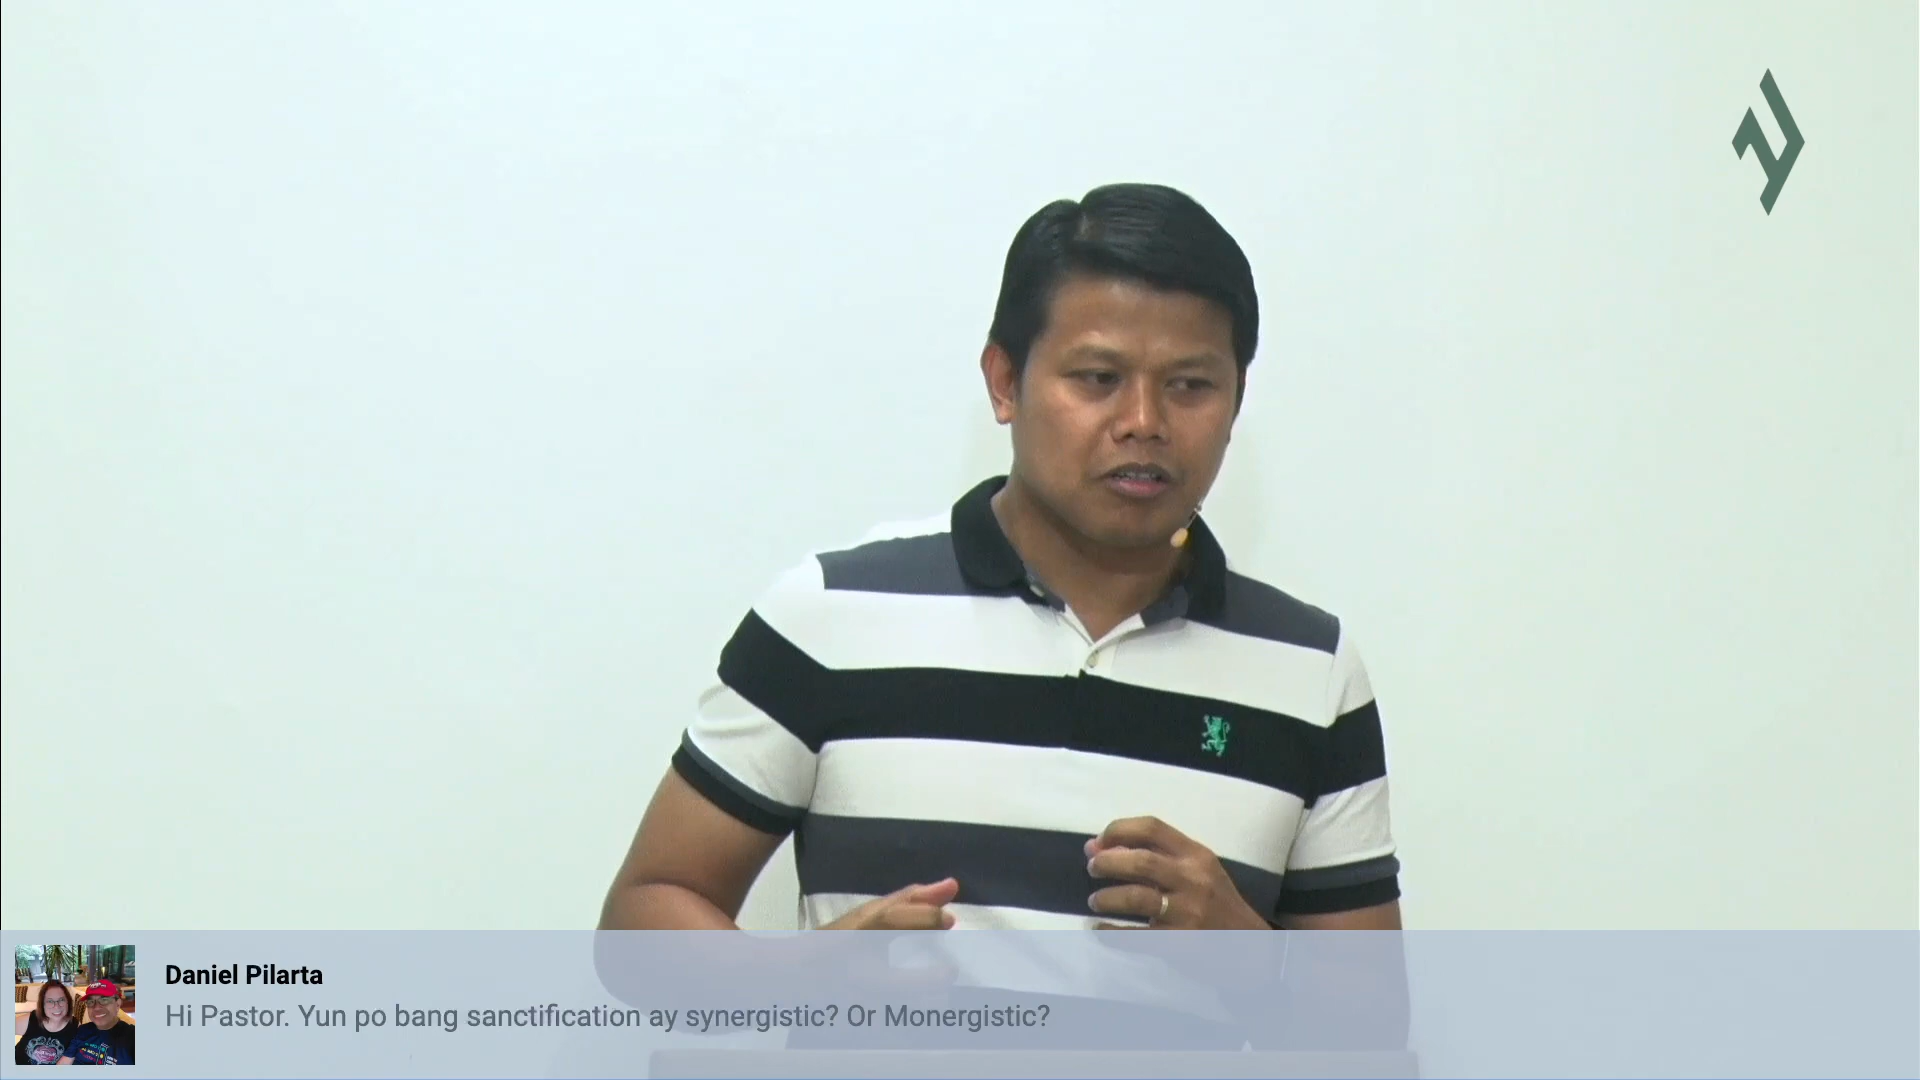 Daniel Pilarta
Hi Pastor. Yun po bang sanctification ay synergistic? Or Monergistic?